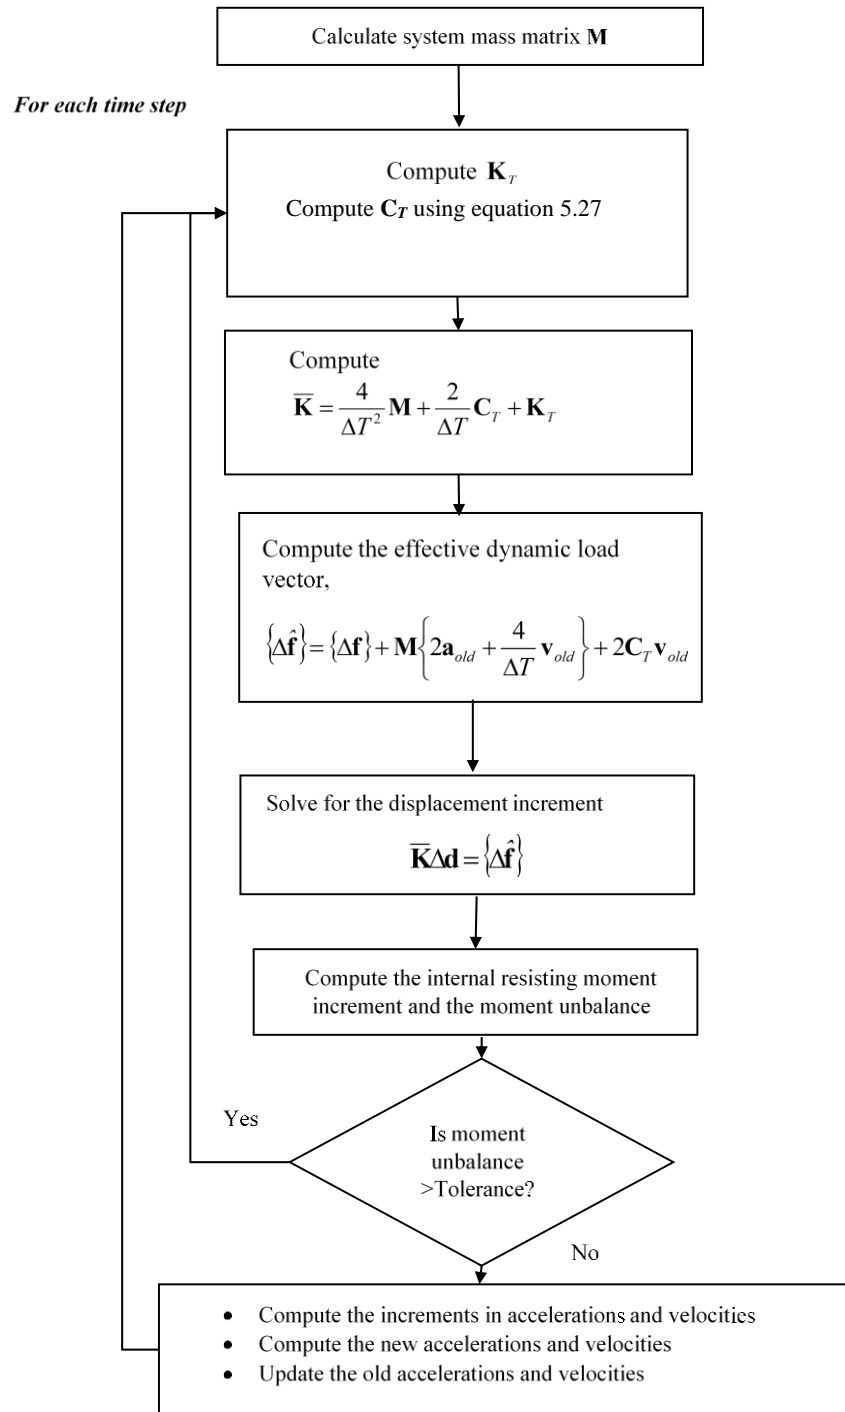 Calculate system mass matrix M
For each time step
Compute K_T
Compute C_T using equation 5.27
Compute
K̅ = 4/ΔT² M + 2/ΔT C_T + K_T
Compute the effective dynamic load
vector,
{Δf̂} = {Δf} + M{2a_old + 4/ΔT v_old} + 2C_T v_old
Solve for the displacement increment
K̅Δd = {Δf̂}
Compute the internal resisting moment
increment and the moment unbalance
Yes
Is moment
unbalance
>Tolerance?
No
• Compute the increments in accelerations and velocities
• Compute the new accelerations and velocities
• Update the old accelerations and velocities